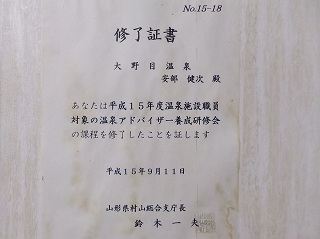 No.15-18
修了証書
大野目温泉
安部健次 殿
あなたは平成15年度温泉施設職員
対象の温泉アドバイザー養成研修会
の課程を修了したことを証します
平成15年9月11日
山形県村山総合支庁長
鈴木一夫